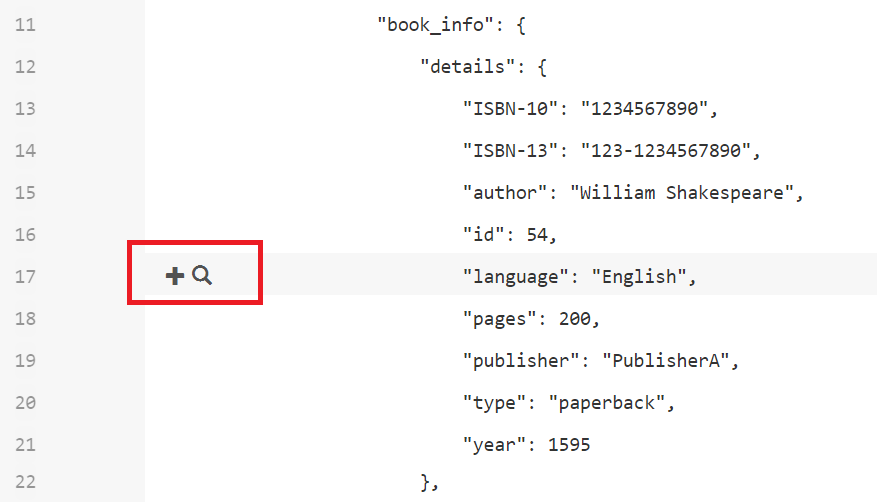 11 "book_info": {
12 "details": {
13 "ISBN-10": "1234567890",
14 "ISBN-13": "123-1234567890",
15 "author": "William Shakespeare",
16 "id": 54,
17 "language": "English",
18 "pages": 200,
19 "publisher": "PublisherA",
20 "type": "paperback",
21 "year": 1595
22 },